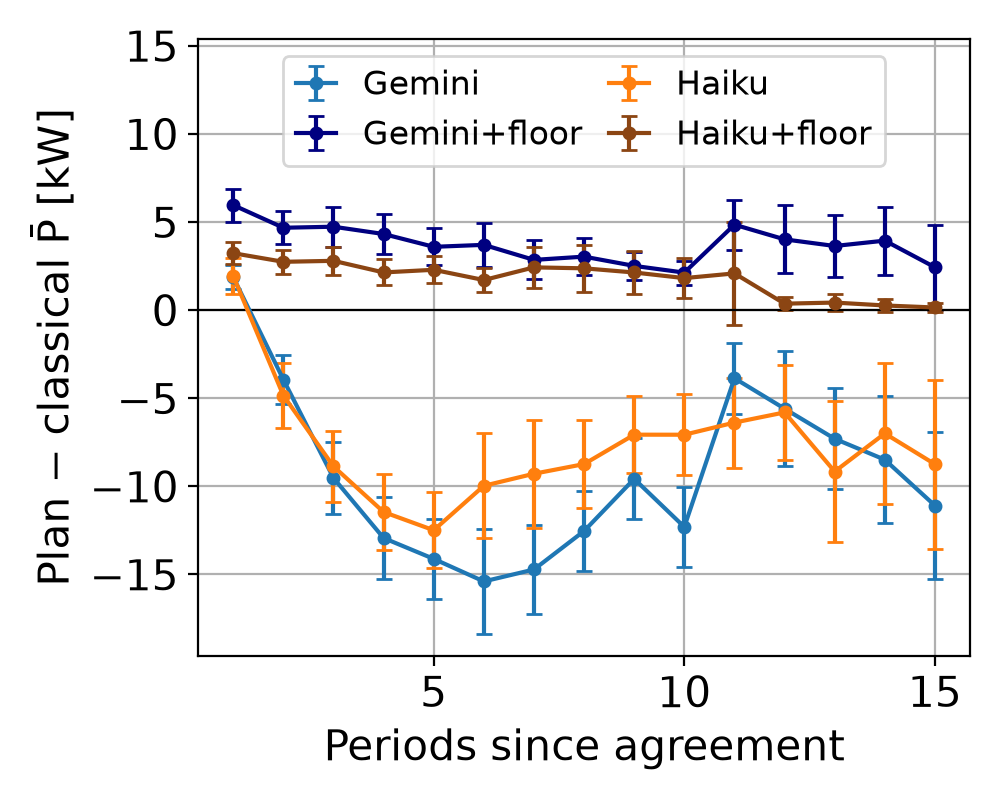 Plan − classical P̄ [kW]
15
10
5
0
−5
−10
−15
Gemini
Haiku
Gemini+floor
Haiku+floor
5
10
15
Periods since agreement